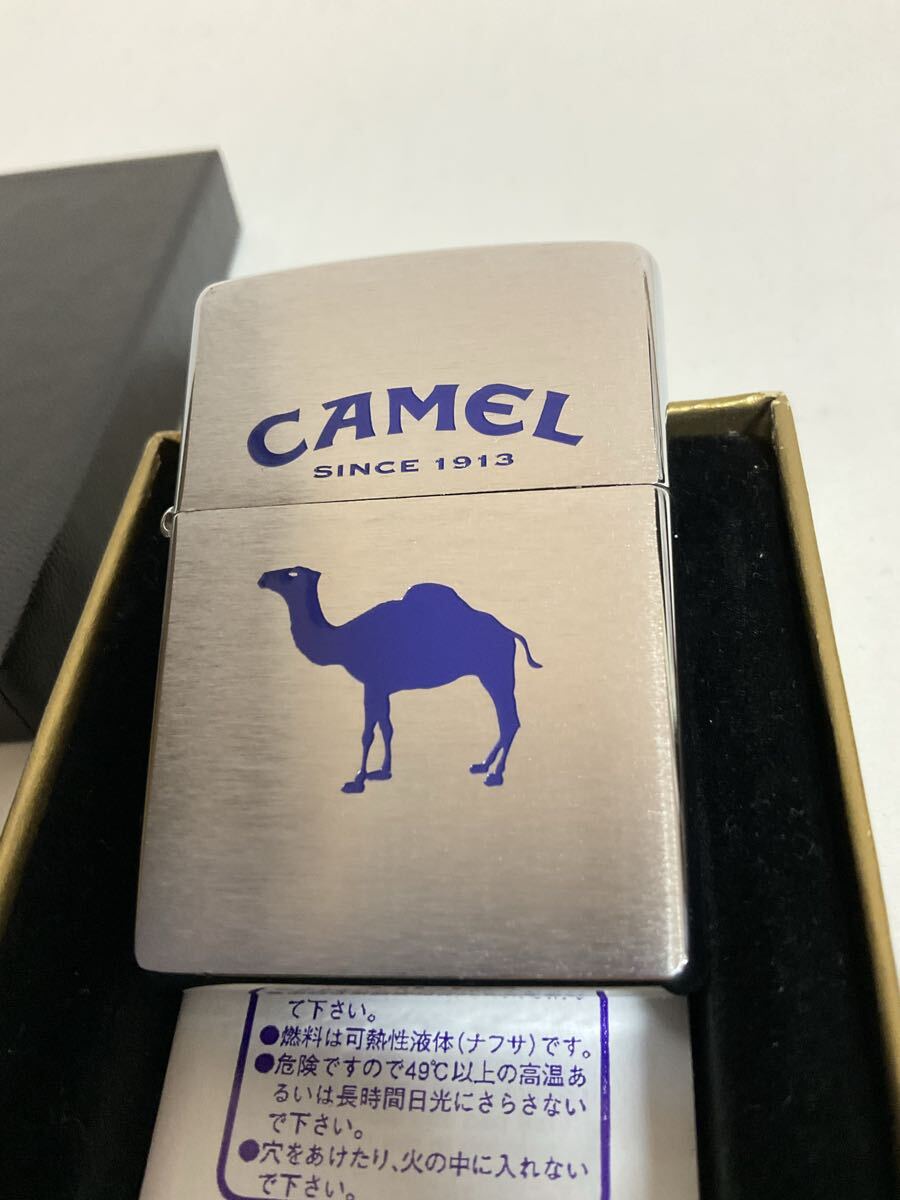 CAMEL
SINCE 1913
て下さい。
●燃料は可熱性液体(ナフサ)です。
●危険ですので49℃以上の高温あ
るいは長時間日光にさらさない
で下さい。
●穴をあけたり、火の中に入れない
で下さい。